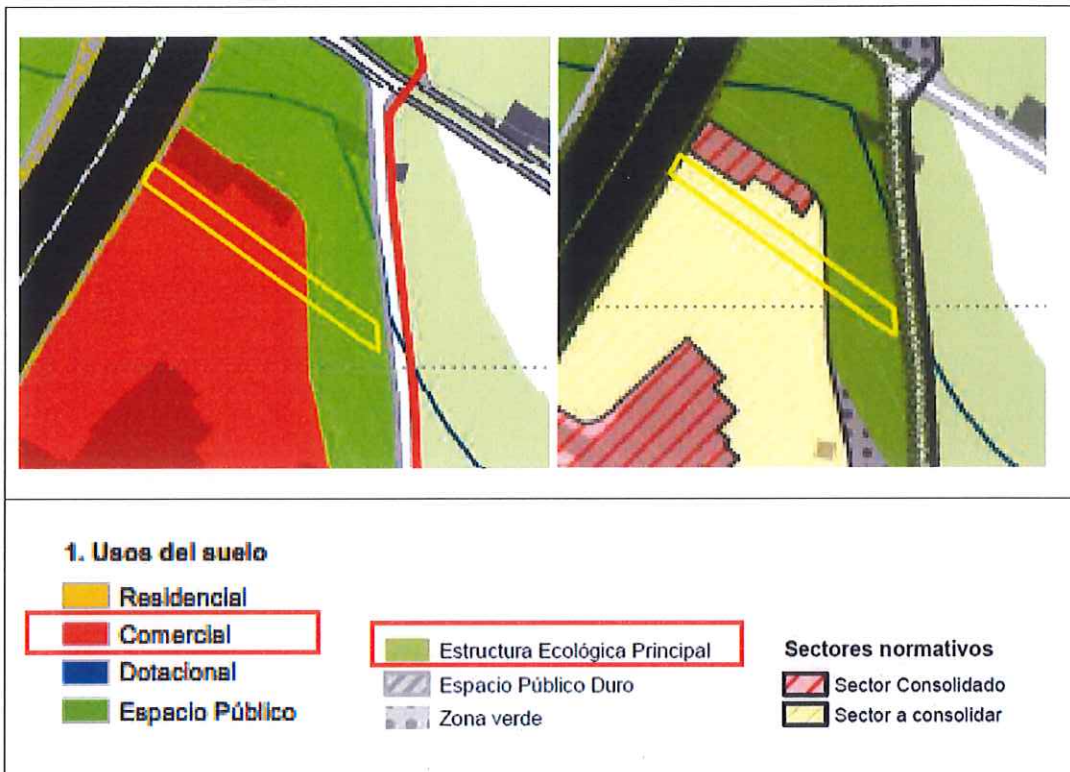 1. Usos del suelo
Residencial
Comercial
Dotacional
Espacio Público
Estructura Ecológica Principal
Espacio Público Duro
Zona verde
Sectores normativos
Sector Consolidado
Sector a consolidar